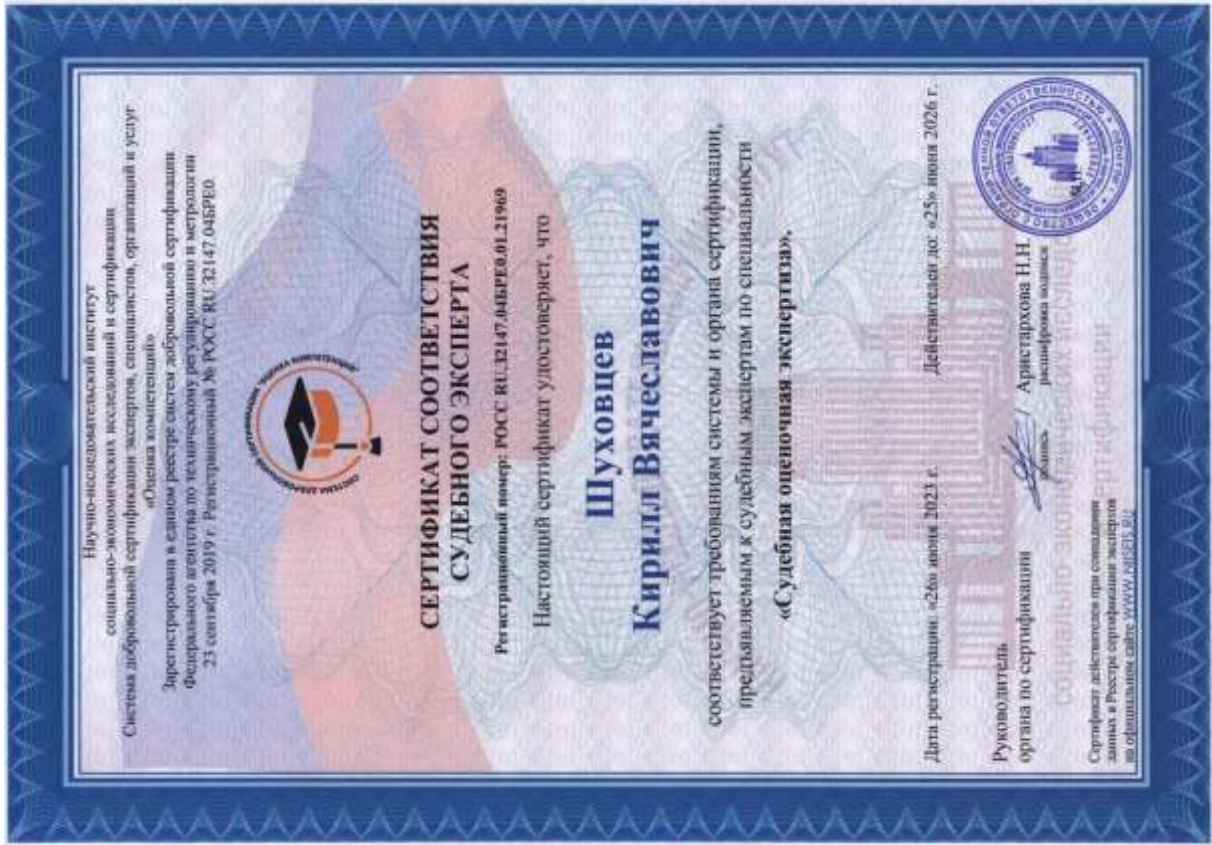 Научно-исследовательский институт
социально-экономических исследований и сертификации
Система добровольной сертификации экспертов, специалистов, организаций и услуг
«Оценка компетенций»
Зарегистрирована в едином реестре систем добровольной сертификации
Федерального агентства по техническому регулированию и метрологии
23 сентября 2019 г. Регистрационный № РОСС RU.32147.04БРЕ0
СЕРТИФИКАТ СООТВЕТСТВИЯ
СУДЕБНОГО ЭКСПЕРТА
Регистрационный номер: РОСС RU.32147.04БРЕ0.01.21969
Настоящий сертификат удостоверяет, что
Шуховцев
Кирилл Вячеславович
соответствует требованиям системы и органа сертификации,
предъявляемым к судебным экспертам по специальности
«Судебная оценочная экспертиза».
Дата регистрации: «26» июня 2023 г. Действителен до: «25» июня 2026 г.
Руководитель
органа по сертификации / Аристархова Н.Н.
подпись расшифровка подписи
Сертификат действителен при совпадении
данных в Реестре сертификации экспертов
на официальном сайте WWW.NIISEIS.RU